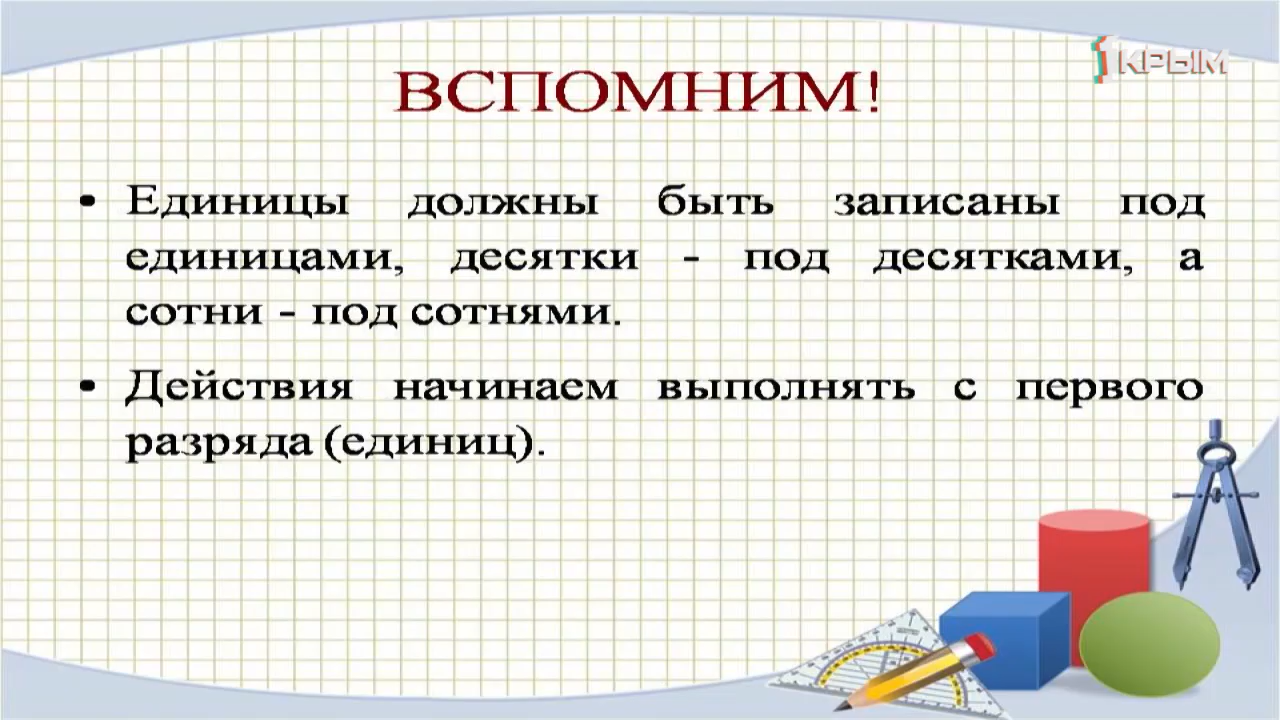 1КРЫМ
ВСПОМНИМ!
• Единицы должны быть записаны под
единицами, десятки - под десятками, а
сотни - под сотнями.
• Действия начинаем выполнять с первого
разряда (единиц).